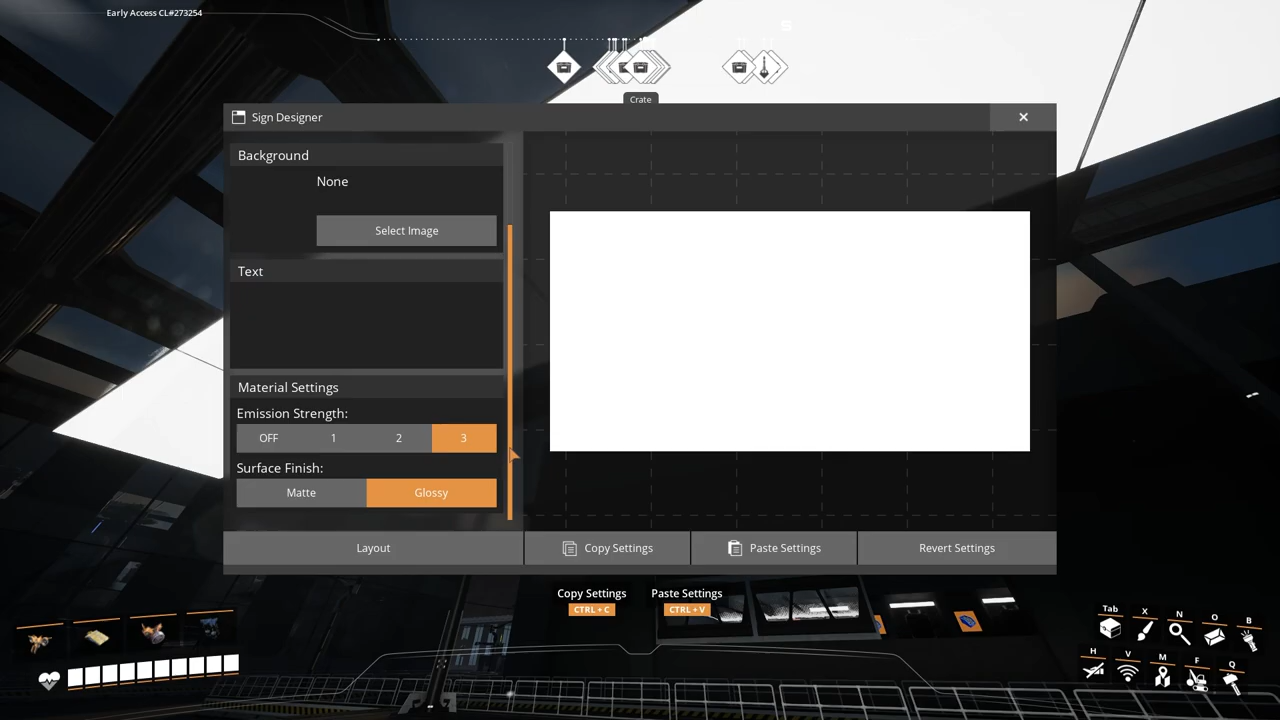 Early Access CL#273254
S
Crate
Sign Designer
Background
None
Select Image
Text
Material Settings
Emission Strength:
OFF 1 2 3
Surface Finish:
Matte Glossy
Layout Copy Settings Paste Settings Revert Settings
Copy Settings Paste Settings
CTRL + C CTRL + V
Tab X N O B
H V M F Q